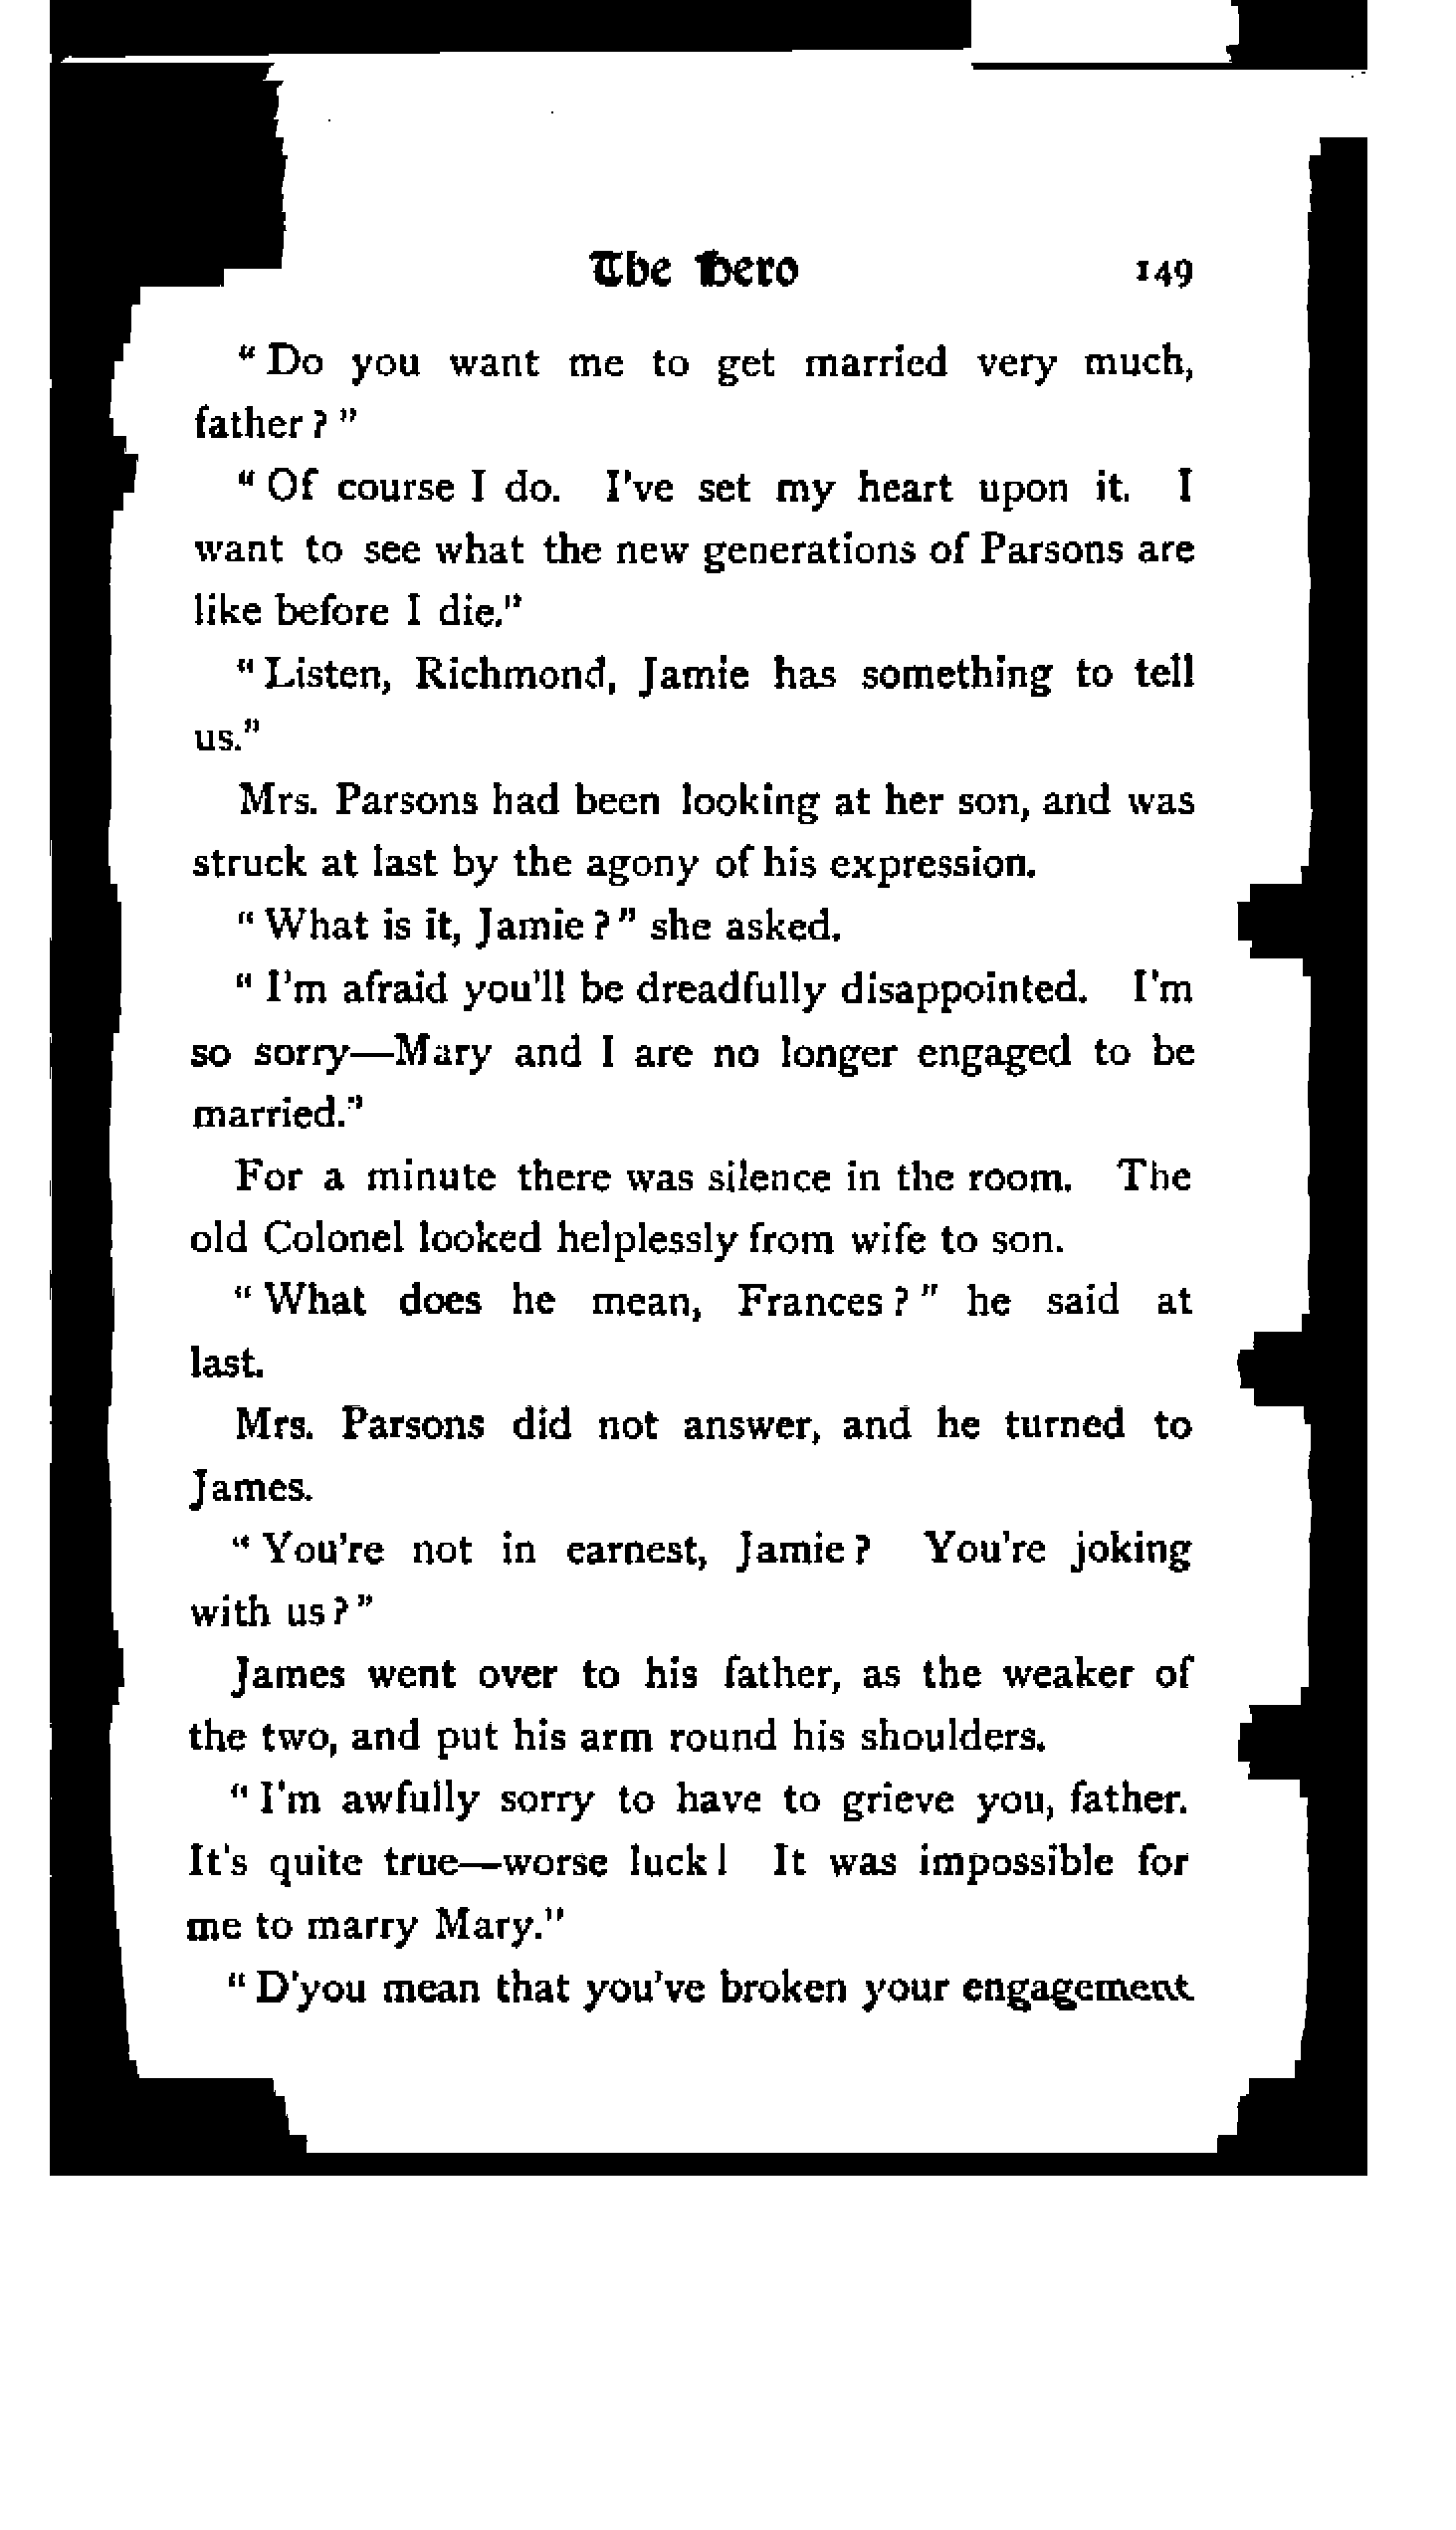 The Hero 149
“ Do you want me to get married very much,
father ? ”
“ Of course I do. I've set my heart upon it. I
want to see what the new generations of Parsons are
like before I die.”
“ Listen, Richmond, Jamie has something to tell
us.”
Mrs. Parsons had been looking at her son, and was
struck at last by the agony of his expression.
“ What is it, Jamie ? ” she asked.
“ I'm afraid you'll be dreadfully disappointed. I'm
so sorry—Mary and I are no longer engaged to be
married.”
For a minute there was silence in the room. The
old Colonel looked helplessly from wife to son.
“ What does he mean, Frances ? ” he said at
last.
Mrs. Parsons did not answer, and he turned to
James.
“ You're not in earnest, Jamie ? You're joking
with us ? ”
James went over to his father, as the weaker of
the two, and put his arm round his shoulders.
“ I'm awfully sorry to have to grieve you, father.
It's quite true—worse luck ! It was impossible for
me to marry Mary.”
“ D'you mean that you've broken your engagement